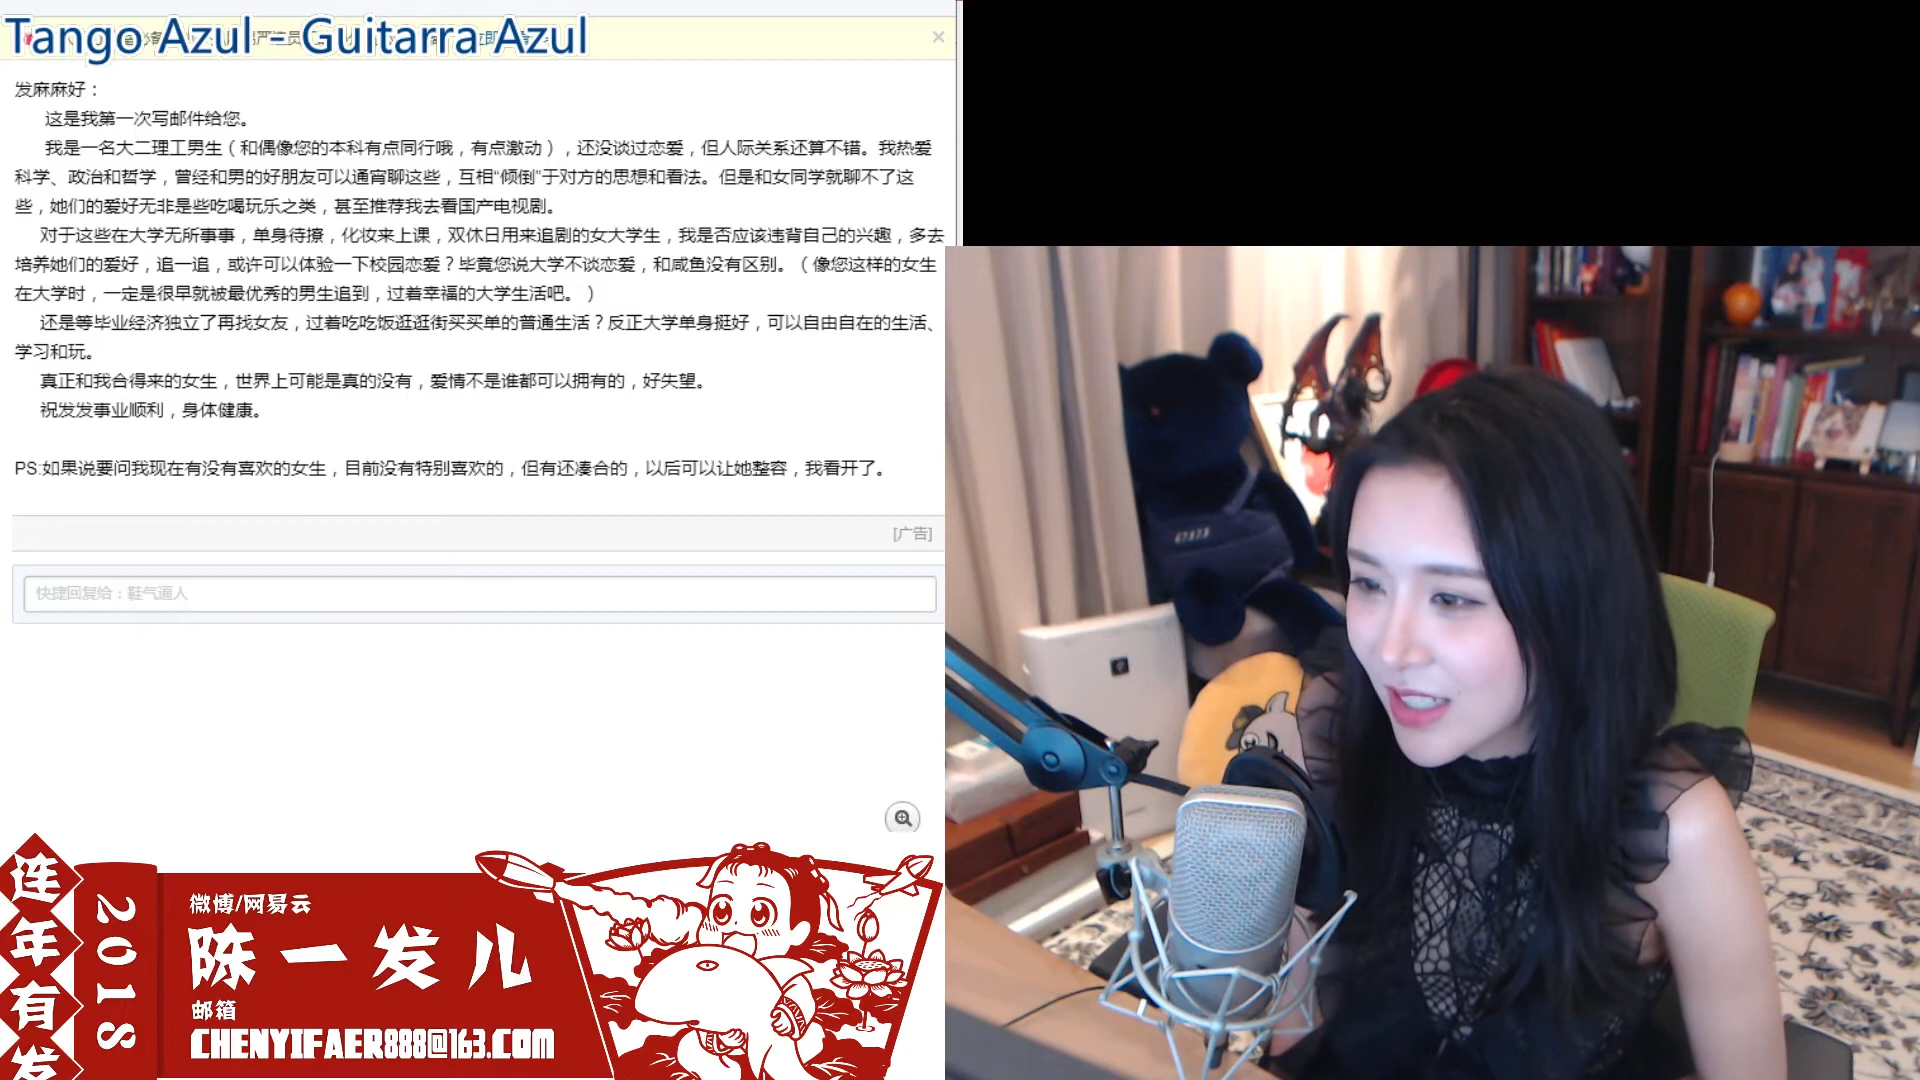 Tango Azul - Guitarra Azul
发麻麻好：
这是我第一次写邮件给您。
我是一名大二理工男生（和偶像您的本科有点同行哦，有点激动），还没谈过恋爱，但人际关系还算不错。我热爱
科学、政治和哲学，曾经和男的好朋友可以通宵聊这些，互相“倾倒”于对方的思想和看法。但是和女同学就聊不了这
些，她们的爱好无非是些吃喝玩乐之类，甚至推荐我去看国产电视剧。
对于这些在大学无所事事，单身待撩，化妆来上课，双休日用来追剧的女大学生，我是否应该违背自己的兴趣，多去
培养她们的爱好，追一追，或许可以体验一下校园恋爱？毕竟您说大学不谈恋爱，和咸鱼没有区别。（像您这样的女生
在大学时，一定是很早就被最优秀的男生追到，过着幸福的大学生活吧。）
还是等毕业经济独立了再找女友，过着吃吃饭逛逛街买买单的普通生活？反正大学单身挺好，可以自由自在的生活、
学习和玩。
真正和我合得来的女生，世界上可能是真的没有，爱情不是谁都可以拥有的，好失望。
祝发发事业顺利，身体健康。
PS:如果说要问我现在有没有喜欢的女生，目前没有特别喜欢的，但有还凑合的，以后可以让她整容，我看开了。
[广告]
快捷回复给：鞋气逼人
连年有发
2018
微博/网易云
陈一发儿
邮箱
CHENYIFAER888@163.COM